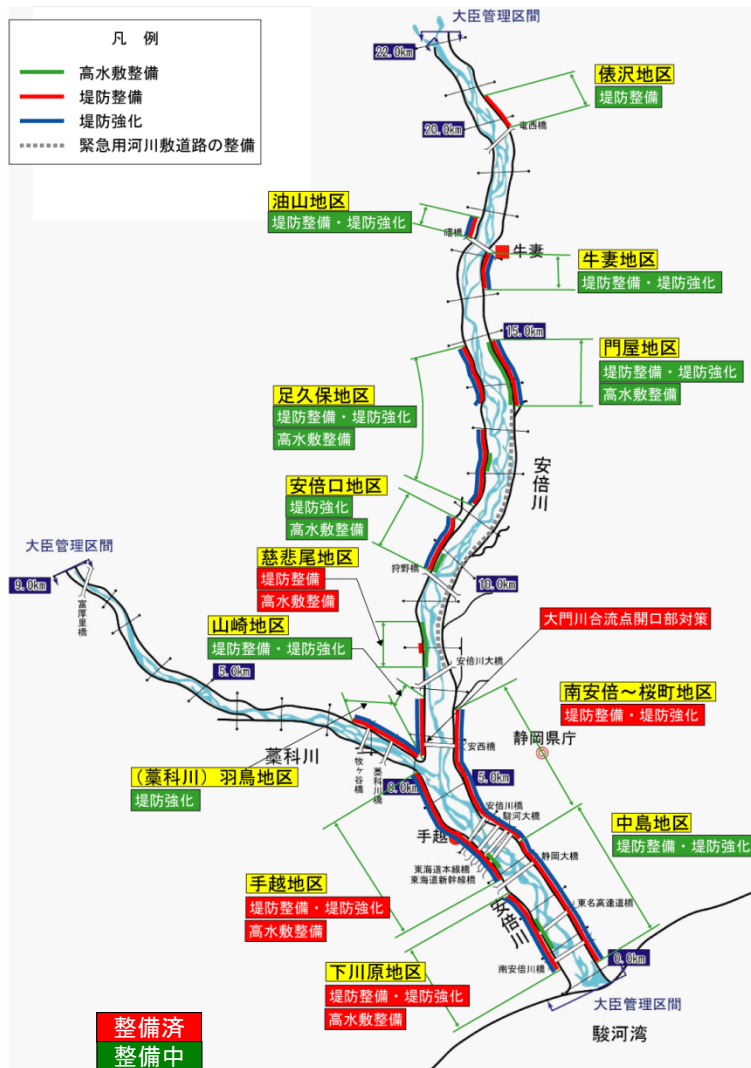 大臣管理区間
凡 例
高水敷整備
堤防整備
堤防強化
緊急用河川敷道路の整備
22.0km
俵沢地区
堤防整備
20.0km
竜西橋
油山地区
堤防整備・堤防強化
曙橋
牛妻
牛妻地区
堤防整備・堤防強化
15.0km
門屋地区
堤防整備・堤防強化
高水敷整備
足久保地区
堤防整備・堤防強化
高水敷整備
安倍川
安倍口地区
堤防強化
高水敷整備
大臣管理区間
9.0km
富厚里橋
狩野橋
10.0km
慈悲尾地区
堤防整備
高水敷整備
山崎地区
堤防整備・堤防強化
大門川合流点開口部対策
5.0km
安倍川大橋
南安倍～桜町地区
堤防整備・堤防強化
静岡県庁
安西橋
藁科川
牧ヶ谷橋
藁科川橋
（藁科川）羽鳥地区
堤防強化
0.0km
5.0km
安倍川橋
駿河大橋
中島地区
堤防整備・堤防強化
手越
静岡大橋
東海道本線橋
東海道新幹線橋
手越地区
堤防整備・堤防強化
高水敷整備
東名高速道橋
安倍川
下川原地区
堤防整備・堤防強化
高水敷整備
南安倍川橋
0.0km
大臣管理区間
駿河湾
整備済
整備中